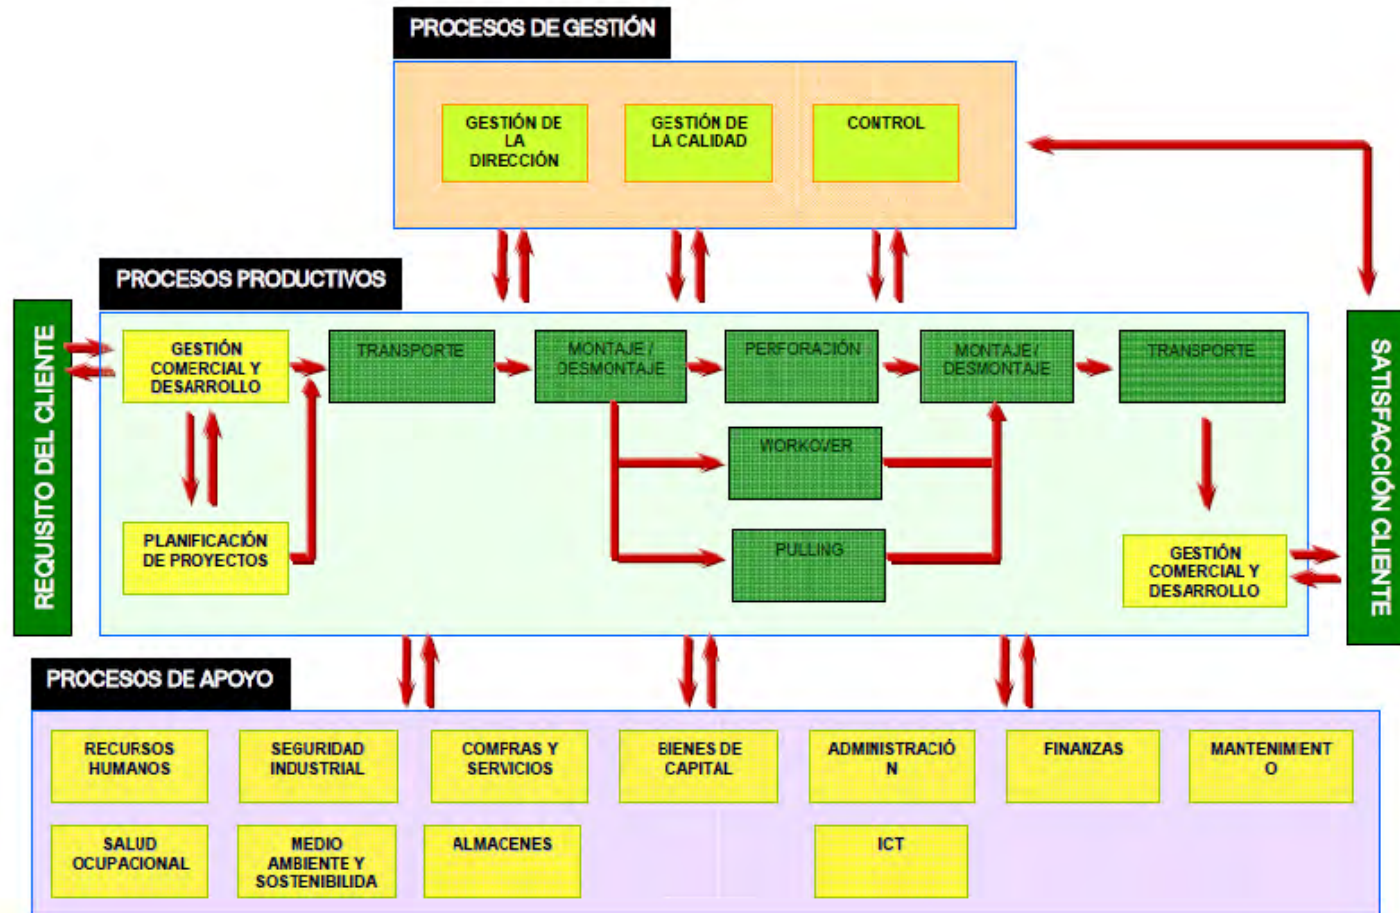 PROCESOS DE GESTIÓN
GESTIÓN DE
LA
DIRECCIÓN
GESTIÓN DE
LA CALIDAD
CONTROL
PROCESOS PRODUCTIVOS
REQUISITO DEL CLIENTE
GESTIÓN
COMERCIAL Y
DESARROLLO
TRANSPORTE
MONTAJE /
DESMONTAJE
PERFORACIÓN
MONTAJE /
DESMONTAJE
TRANSPORTE
WORKOVER
PLANIFICACIÓN
DE PROYECTOS
PULLING
GESTIÓN
COMERCIAL Y
DESARROLLO
SATISFACCIÓN CLIENTE
PROCESOS DE APOYO
RECURSOS
HUMANOS
SEGURIDAD
INDUSTRIAL
COMPRAS Y
SERVICIOS
BIENES DE
CAPITAL
ADMINISTRACIÓ
N
FINANZAS
MANTENIMIENT
O
SALUD
OCUPACIONAL
MEDIO
AMBIENTE Y
SOSTENIBILIDA
ALMACENES
ICT